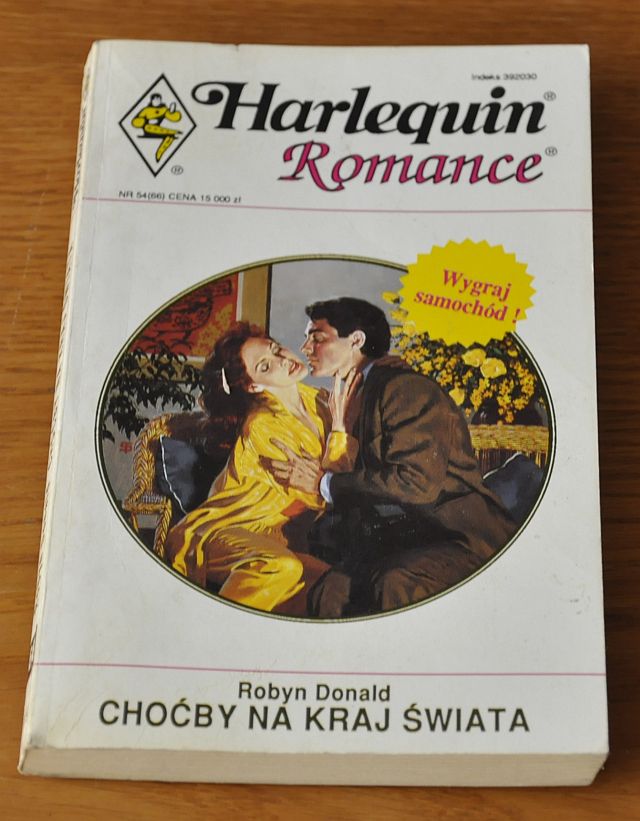 Indeks 392030
Harlequin®
Romance®
®
NR 54(66) CENA 15 000 zł
Wygraj
samochód !
Robyn Donald
CHOĆBY NA KRAJ ŚWIATA